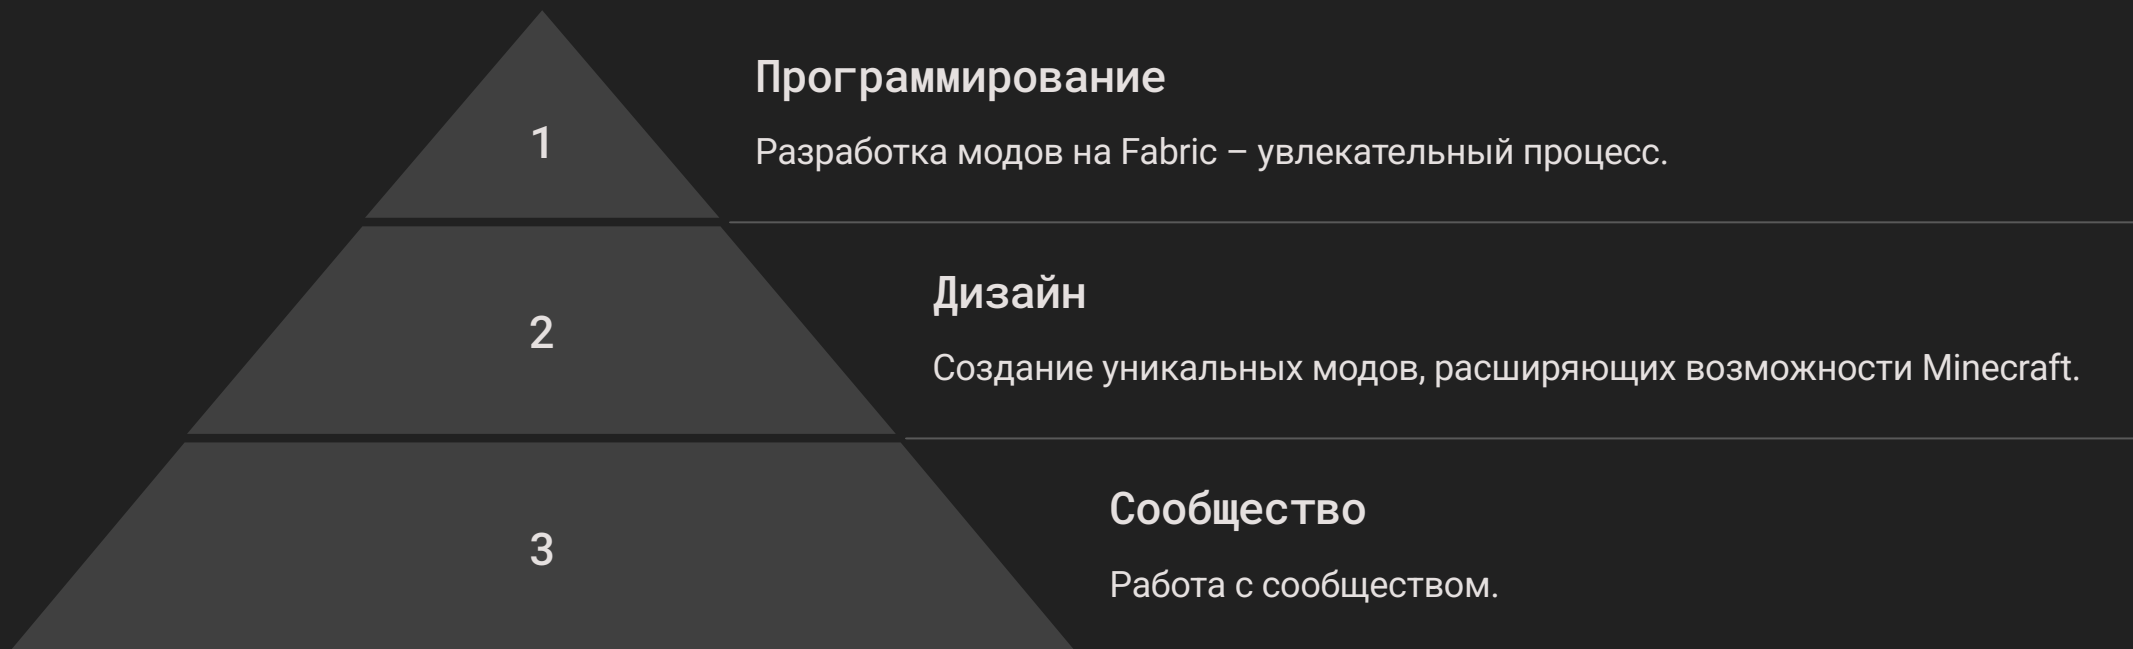 1
Программирование
Разработка модов на Fabric – увлекательный процесс.
2
Дизайн
Создание уникальных модов, расширяющих возможности Minecraft.
3
Сообщество
Работа с сообществом.